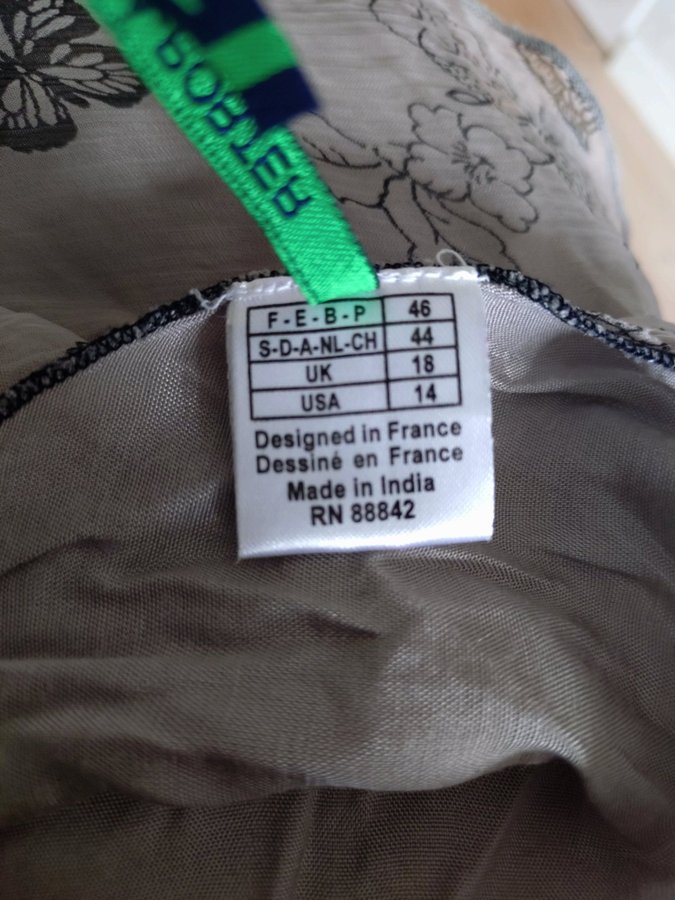 PORTER
F-E-B-P 46
S-D-A-NL-CH 44
UK 18
USA 14
Designed in France
Dessiné en France
Made in India
RN 88842